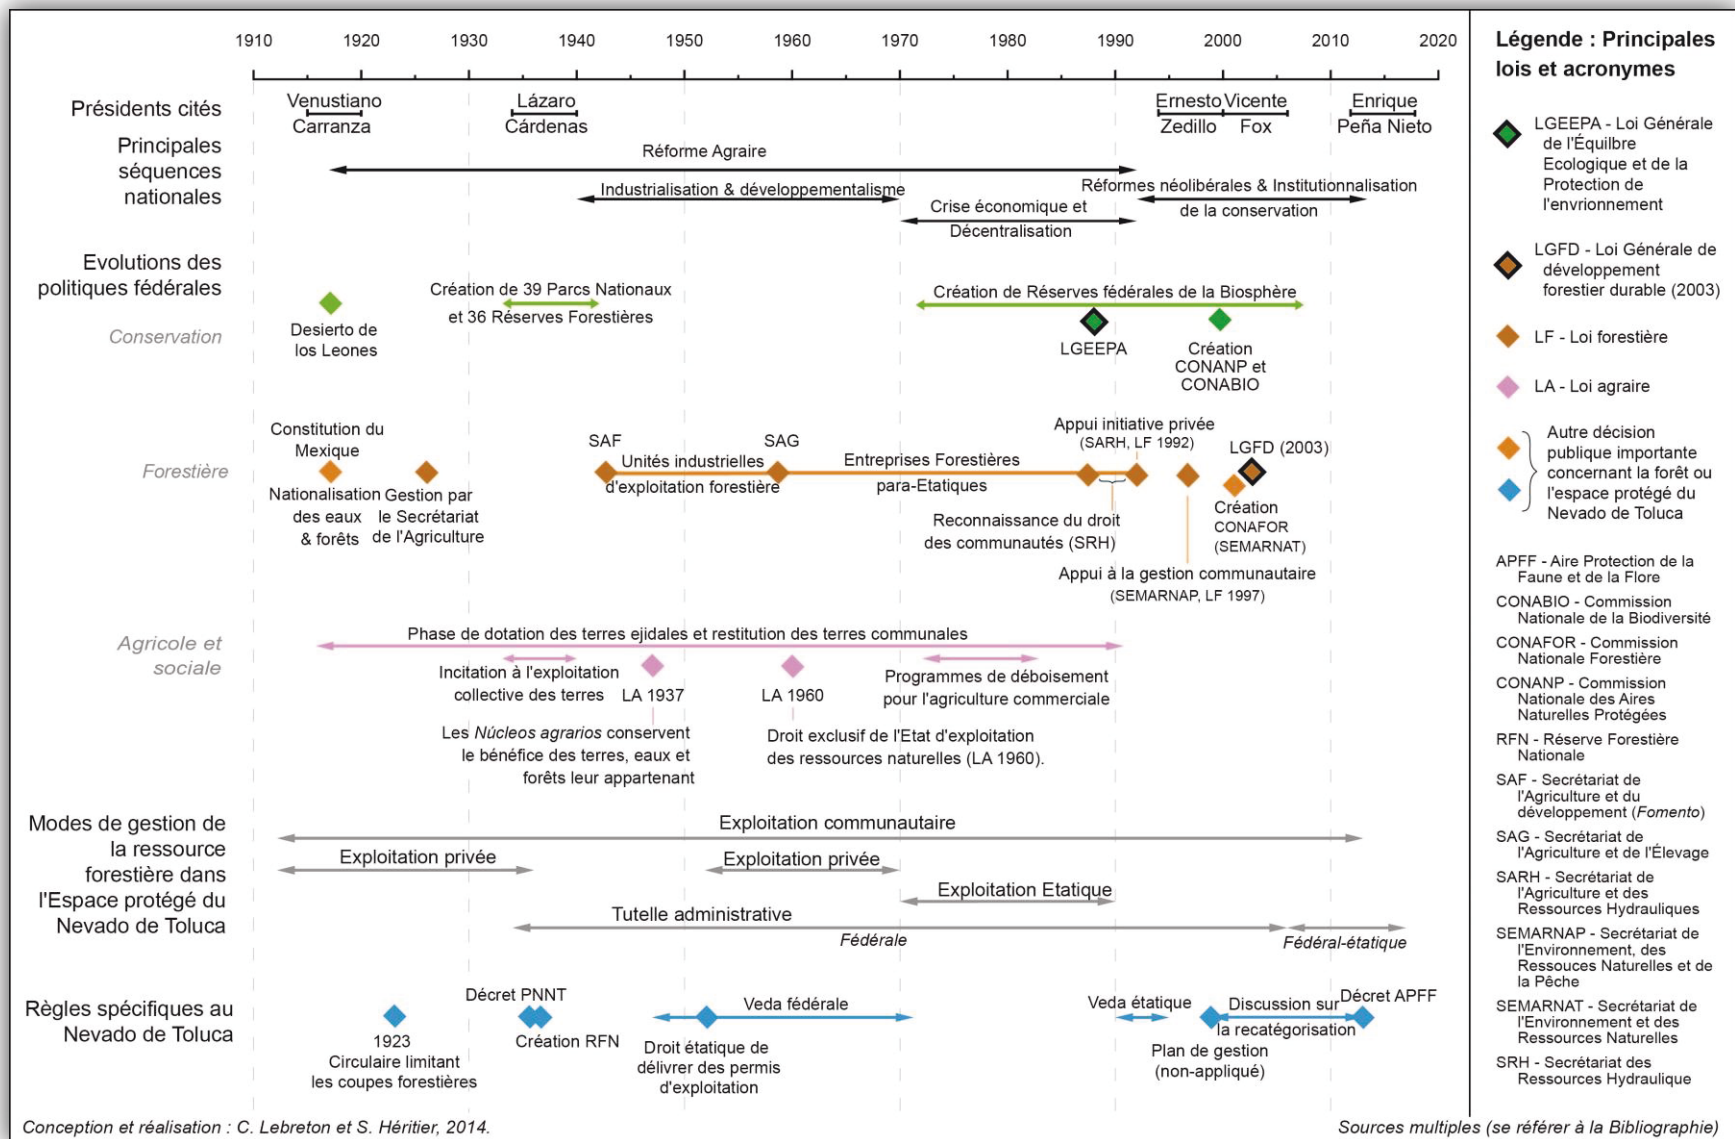 1910 1920 1930 1940 1950 1960 1970 1980 1990 2000 2010 2020
Présidents cités
Venustiano
Carranza
Lázaro
Cárdenas
Ernesto
Zedillo
Vicente
Fox
Enrique
Peña Nieto
Principales
séquences
nationales
Réforme Agraire
Industrialisation & développementalisme
Crise économique et
Décentralisation
Réformes néolibérales & Institutionnalisation
de la conservation
Evolutions des
politiques fédérales
Conservation
Desierto de
los Leones
Création de 39 Parcs Nationaux
et 36 Réserves Forestières
Création de Réserves fédérales de la Biosphère
LGEEPA
Création
CONANP et
CONABIO
Forestière
Constitution du
Mexique
Nationalisation
des eaux
& forêts
Gestion par
le Secrétariat
de l'Agriculture
SAF
Unités industrielles
d'exploitation forestière
SAG
Entreprises Forestières
para-Etatiques
Appui initiative privée
(SARH, LF 1992)
Reconnaissance du droit
des communautés (SRH)
Appui à la gestion communautaire
(SEMARNAP, LF 1997)
LGFD (2003)
Création
CONAFOR
(SEMARNAT)
Agricole et
sociale
Phase de dotation des terres ejidales et restitution des terres communales
Incitation à l'exploitation
collective des terres
LA 1937
Les Núcleos agrarios conservent
le bénéfice des terres, eaux et
forêts leur appartenant
LA 1960
Droit exclusif de l'Etat d'exploitation
des ressources naturelles (LA 1960).
Programmes de déboisement
pour l'agriculture commerciale
Modes de gestion de
la ressource
forestière dans
l'Espace protégé du
Nevado de Toluca
Exploitation communautaire
Exploitation privée
Exploitation privée
Exploitation Etatique
Tutelle administrative
Fédérale
Fédéral-étatique
Règles spécifiques au
Nevado de Toluca
1923
Circulaire limitant
les coupes forestières
Décret PNNT
Création RFN
Veda fédérale
Droit étatique de
délivrer des permis
d'exploitation
Veda étatique
Plan de gestion
(non-appliqué)
Discussion sur
la recatégorisation
Décret APFF
Conception et réalisation : C. Lebreton et S. Héritier, 2014.
Légende : Principales
lois et acronymes
LGEEPA - Loi Générale
de l'Équilbre
Ecologique et de la
Protection de
l'envrionnement
LGFD - Loi Générale de
développement
forestier durable (2003)
LF - Loi forestière
LA - Loi agraire
Autre décision
publique importante
concernant la forêt ou
l'espace protégé du
Nevado de Toluca
APFF - Aire Protection de la
Faune et de la Flore
CONABIO - Commission
Nationale de la Biodiversité
CONAFOR - Commission
Nationale Forestière
CONANP - Commission
Nationale des Aires
Naturelles Protégées
RFN - Réserve Forestière
Nationale
SAF - Secrétariat de
l'Agriculture et du
développement (Fomento)
SAG - Secrétariat de
l'Agriculture et de l'Élevage
SARH - Secrétariat de
l'Agriculture et des
Ressources Hydrauliques
SEMARNAP - Secrétariat de
l'Environnement, des
Ressouces Naturelles et de
la Pêche
SEMARNAT - Secrétariat de
l'Environnement et des
Ressources Naturelles
SRH - Secrétariat des
Ressources Hydraulique
Sources multiples (se référer à la Bibliographie)